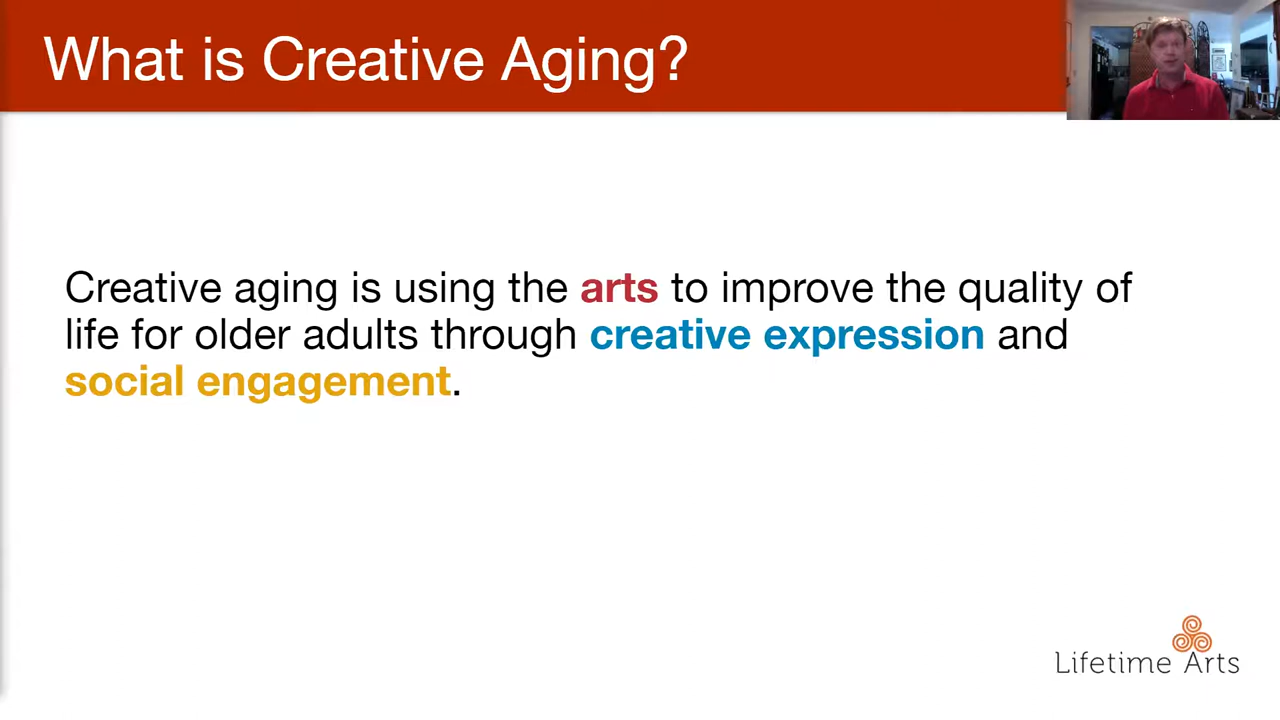 What is Creative Aging?
Creative aging is using the arts to improve the quality of
life for older adults through creative expression and
social engagement.
Lifetime Arts